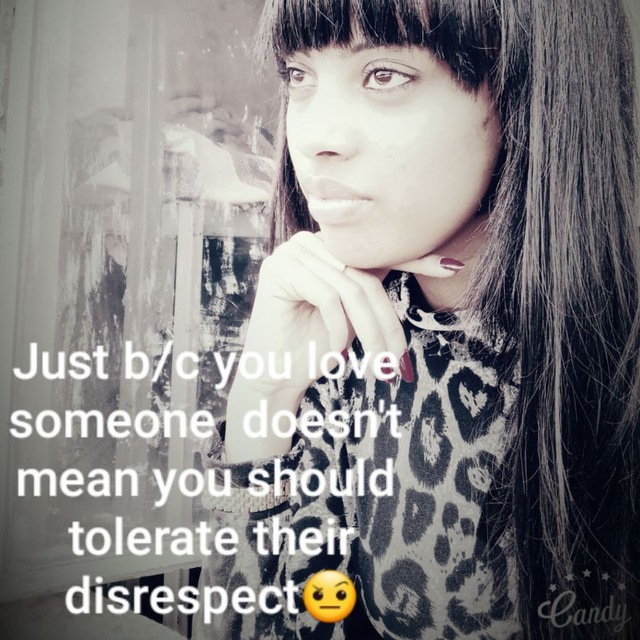 Just b/c you love
someone doesn't
mean you should
tolerate their
disrespect🤨
Candy